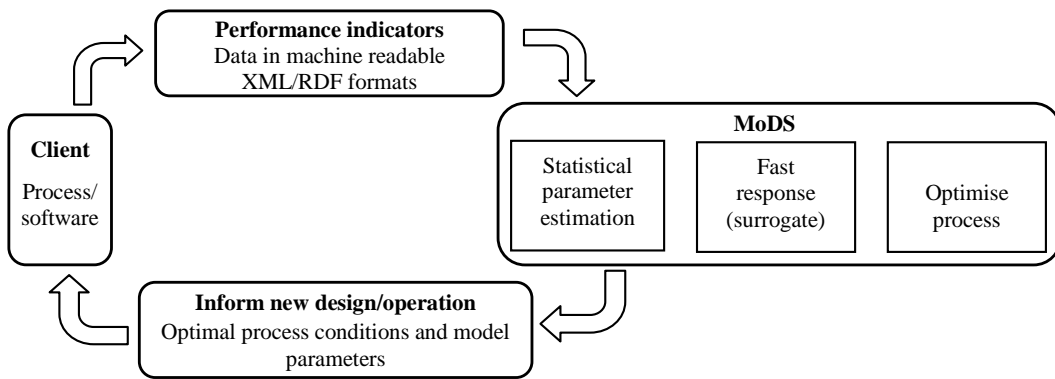 Performance indicators
Data in machine readable
XML/RDF formats
Client
Process/
software
MoDS
Statistical
parameter
estimation
Fast
response
(surrogate)
Optimise
process
Inform new design/operation
Optimal process conditions and model
parameters